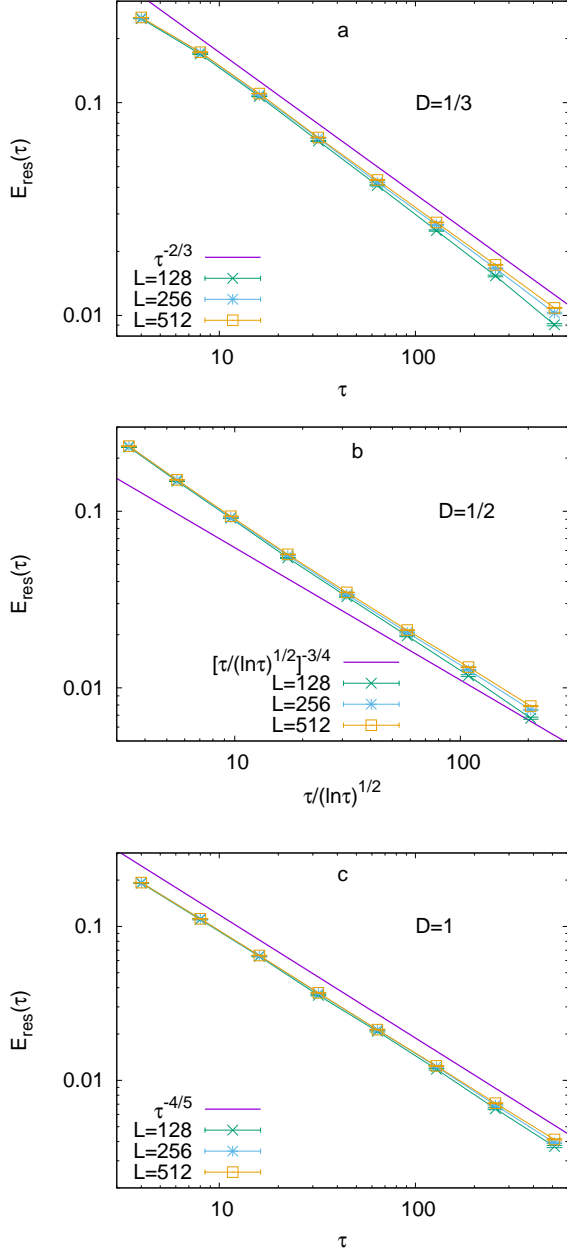 a
0.1
D=1/3
E_res(τ)
τ^-2/3
L=128
L=256
L=512
0.01
10 100
τ
b
0.1
D=1/2
E_res(τ)
[τ/(lnτ)^1/2]^-3/4
L=128
L=256
L=512
0.01
10 100
τ/(lnτ)^1/2
c
0.1
D=1
E_res(τ)
0.01
τ^-4/5
L=128
L=256
L=512
10 100
τ